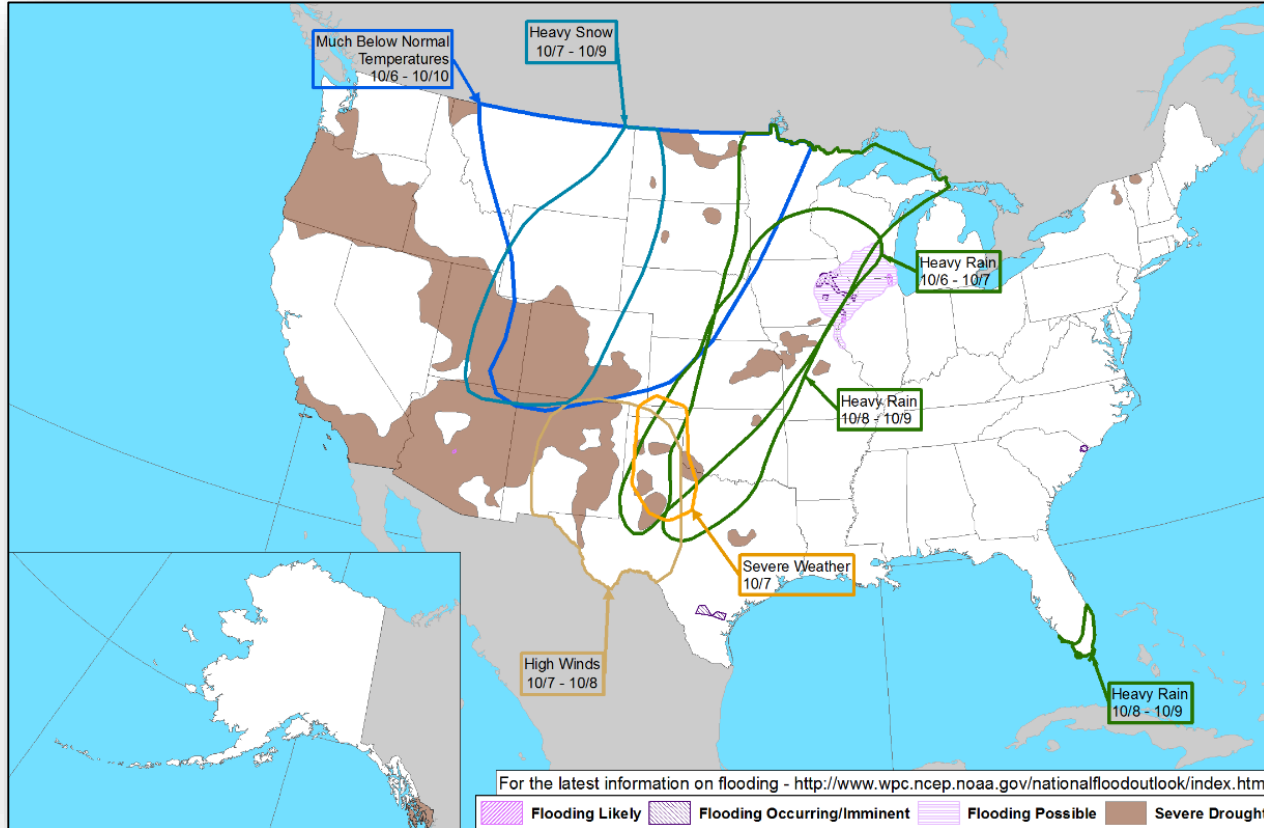 Heavy Snow
10/7 - 10/9
Much Below Normal
Temperatures
10/6 - 10/10
Heavy Rain
10/6 - 10/7
Heavy Rain
10/8 - 10/9
Severe Weather
10/7
High Winds
10/7 - 10/8
Heavy Rain
10/8 - 10/9
For the latest information on flooding - http://www.wpc.ncep.noaa.gov/nationalfloodoutlook/index.htm
Flooding Likely
Flooding Occurring/Imminent
Flooding Possible
Severe Drought